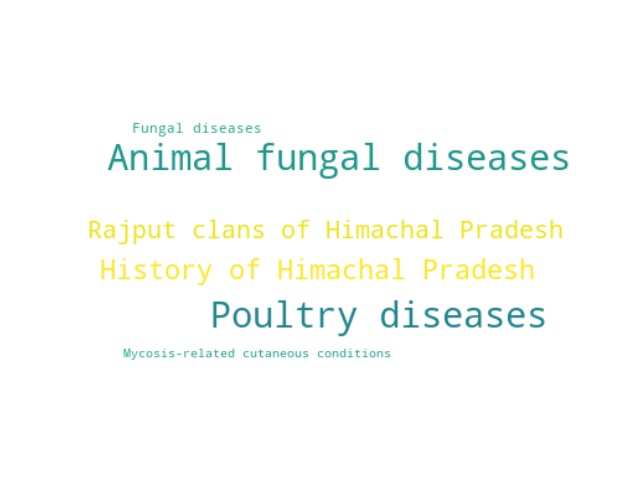 Fungal diseases
Animal fungal diseases
Rajput clans of Himachal Pradesh
History of Himachal Pradesh
Poultry diseases
Mycosis-related cutaneous conditions